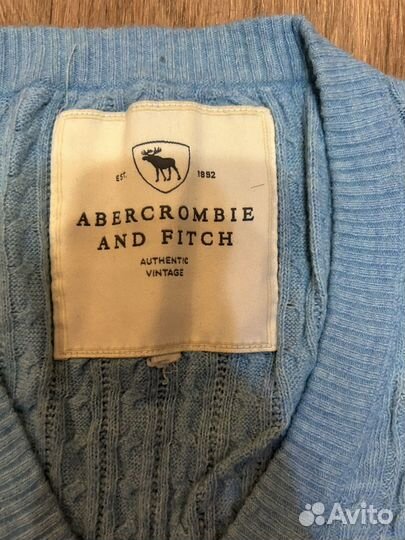 EST. 1892
ABERCROMBIE
AND FITCH
AUTHENTIC
VINTAGE
Avito